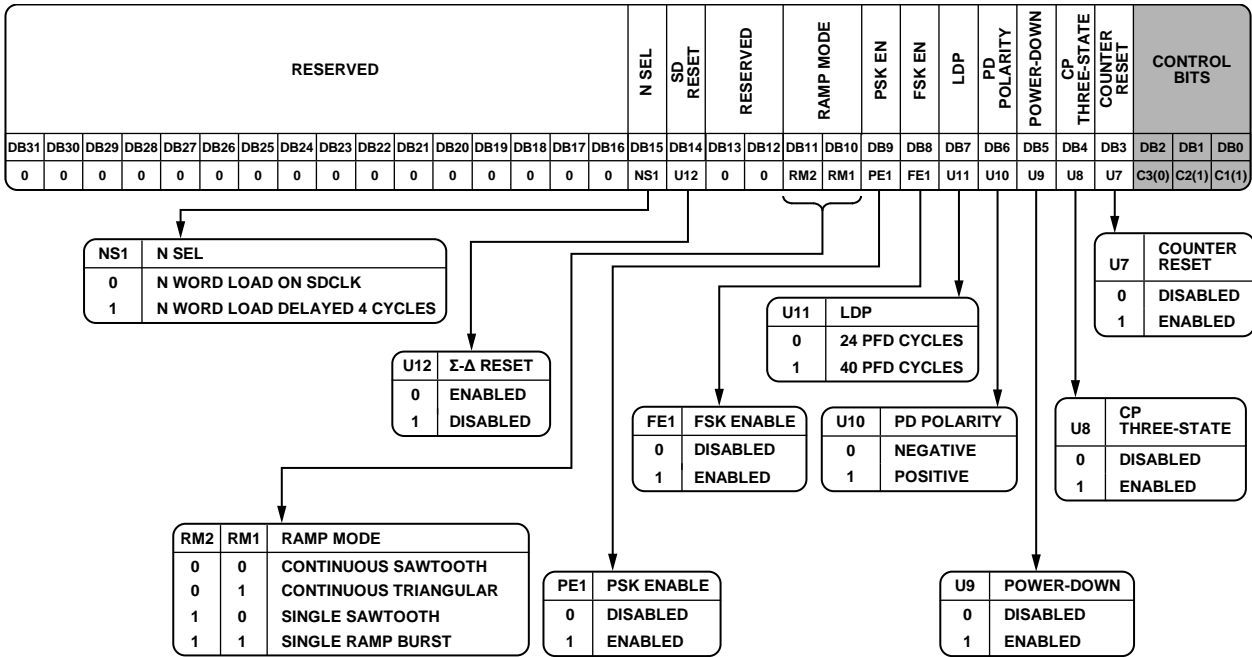 RESERVED
N SEL
SD RESET
RESERVED
RAMP MODE
PSK EN
FSK EN
LDP
PD POLARITY
POWER-DOWN
CP THREE-STATE
COUNTER RESET
CONTROL BITS
DB31 DB30 DB29 DB28 DB27 DB26 DB25 DB24 DB23 DB22 DB21 DB20 DB19 DB18 DB17 DB16 DB15 DB14 DB13 DB12 DB11 DB10 DB9 DB8 DB7 DB6 DB5 DB4 DB3 DB2 DB1 DB0
0 0 0 0 0 0 0 0 0 0 0 0 0 0 0 0 NS1 U12 0 0 RM2 RM1 PE1 FE1 U11 U10 U9 U8 U7 C3(0) C2(1) C1(1)
NS1 N SEL
0 N WORD LOAD ON SDCLK
1 N WORD LOAD DELAYED 4 CYCLES
U7 COUNTER RESET
0 DISABLED
1 ENABLED
U11 LDP
0 24 PFD CYCLES
1 40 PFD CYCLES
U12 Σ-Δ RESET
0 ENABLED
1 DISABLED
FE1 FSK ENABLE
0 DISABLED
1 ENABLED
U10 PD POLARITY
0 NEGATIVE
1 POSITIVE
U8 CP THREE-STATE
0 DISABLED
1 ENABLED
RM2 RM1 RAMP MODE
0 0 CONTINUOUS SAWTOOTH
0 1 CONTINUOUS TRIANGULAR
1 0 SINGLE SAWTOOTH
1 1 SINGLE RAMP BURST
PE1 PSK ENABLE
0 DISABLED
1 ENABLED
U9 POWER-DOWN
0 DISABLED
1 ENABLED